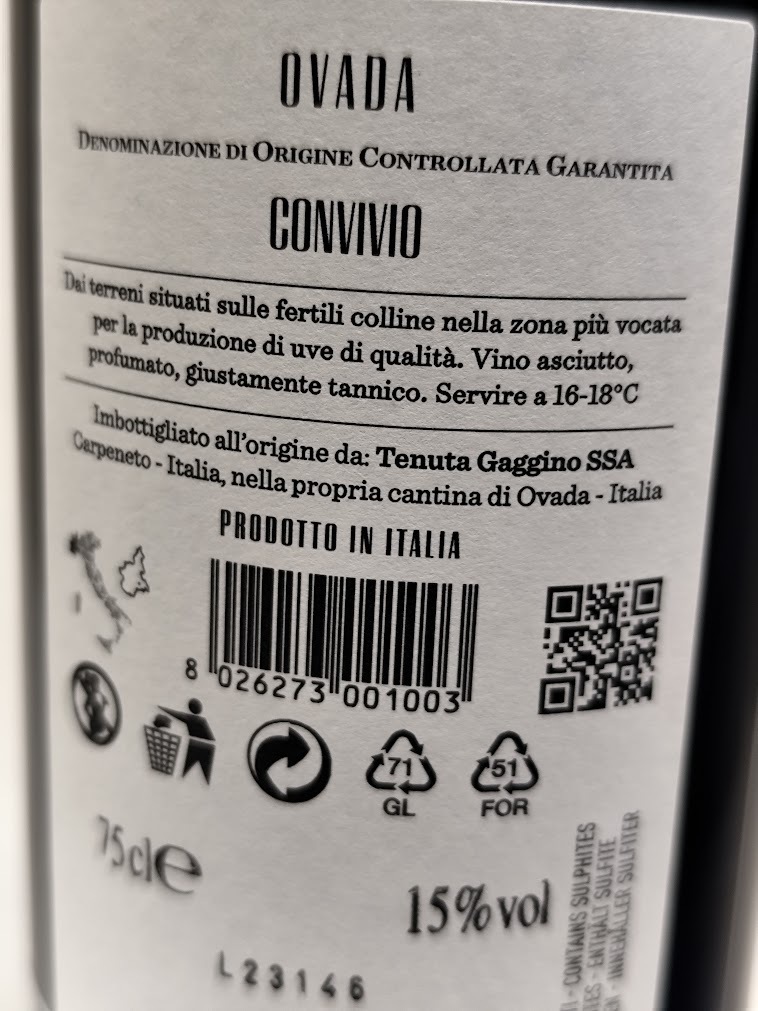 OVADA
DENOMINAZIONE DI ORIGINE CONTROLLATA GARANTITA
CONVIVIO
Dai terreni situati sulle fertili colline nella zona più vocata
per la produzione di uve di qualità. Vino asciutto,
profumato, giustamente tannico. Servire a 16-18°C
Imbottigliato all'origine da: Tenuta Gaggino SSA
Carpeneto - Italia, nella propria cantina di Ovada - Italia
PRODOTTO IN ITALIA
8 026273 001003
71
GL
51
FOR
75cl e
15%vol
L23146
- CONTAINS SULPHITES
- ENTHÄLT SULFITE
- INNEHÅLLER SULFITER